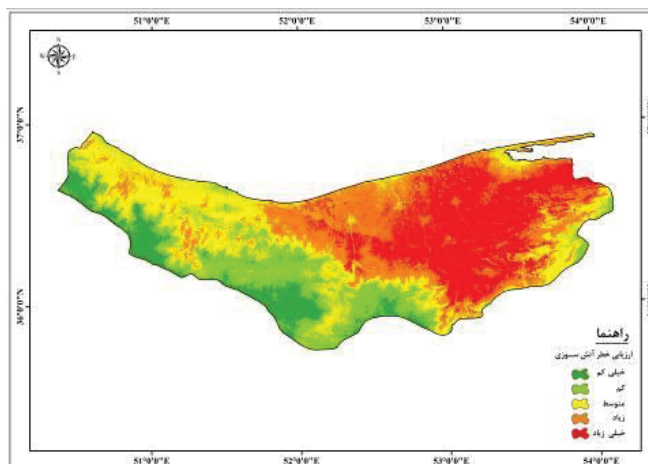 51°0'0"E 52°0'0"E 53°0'0"E 54°0'0"E
N
E
S
37°0'0"N
36°0'0"N
راهنما
ارزیابی خطر آتش سوزی
خیلی کم
کم
متوسط
زیاد
خیلی زیاد
51°0'0"E 52°0'0"E 53°0'0"E 54°0'0"E